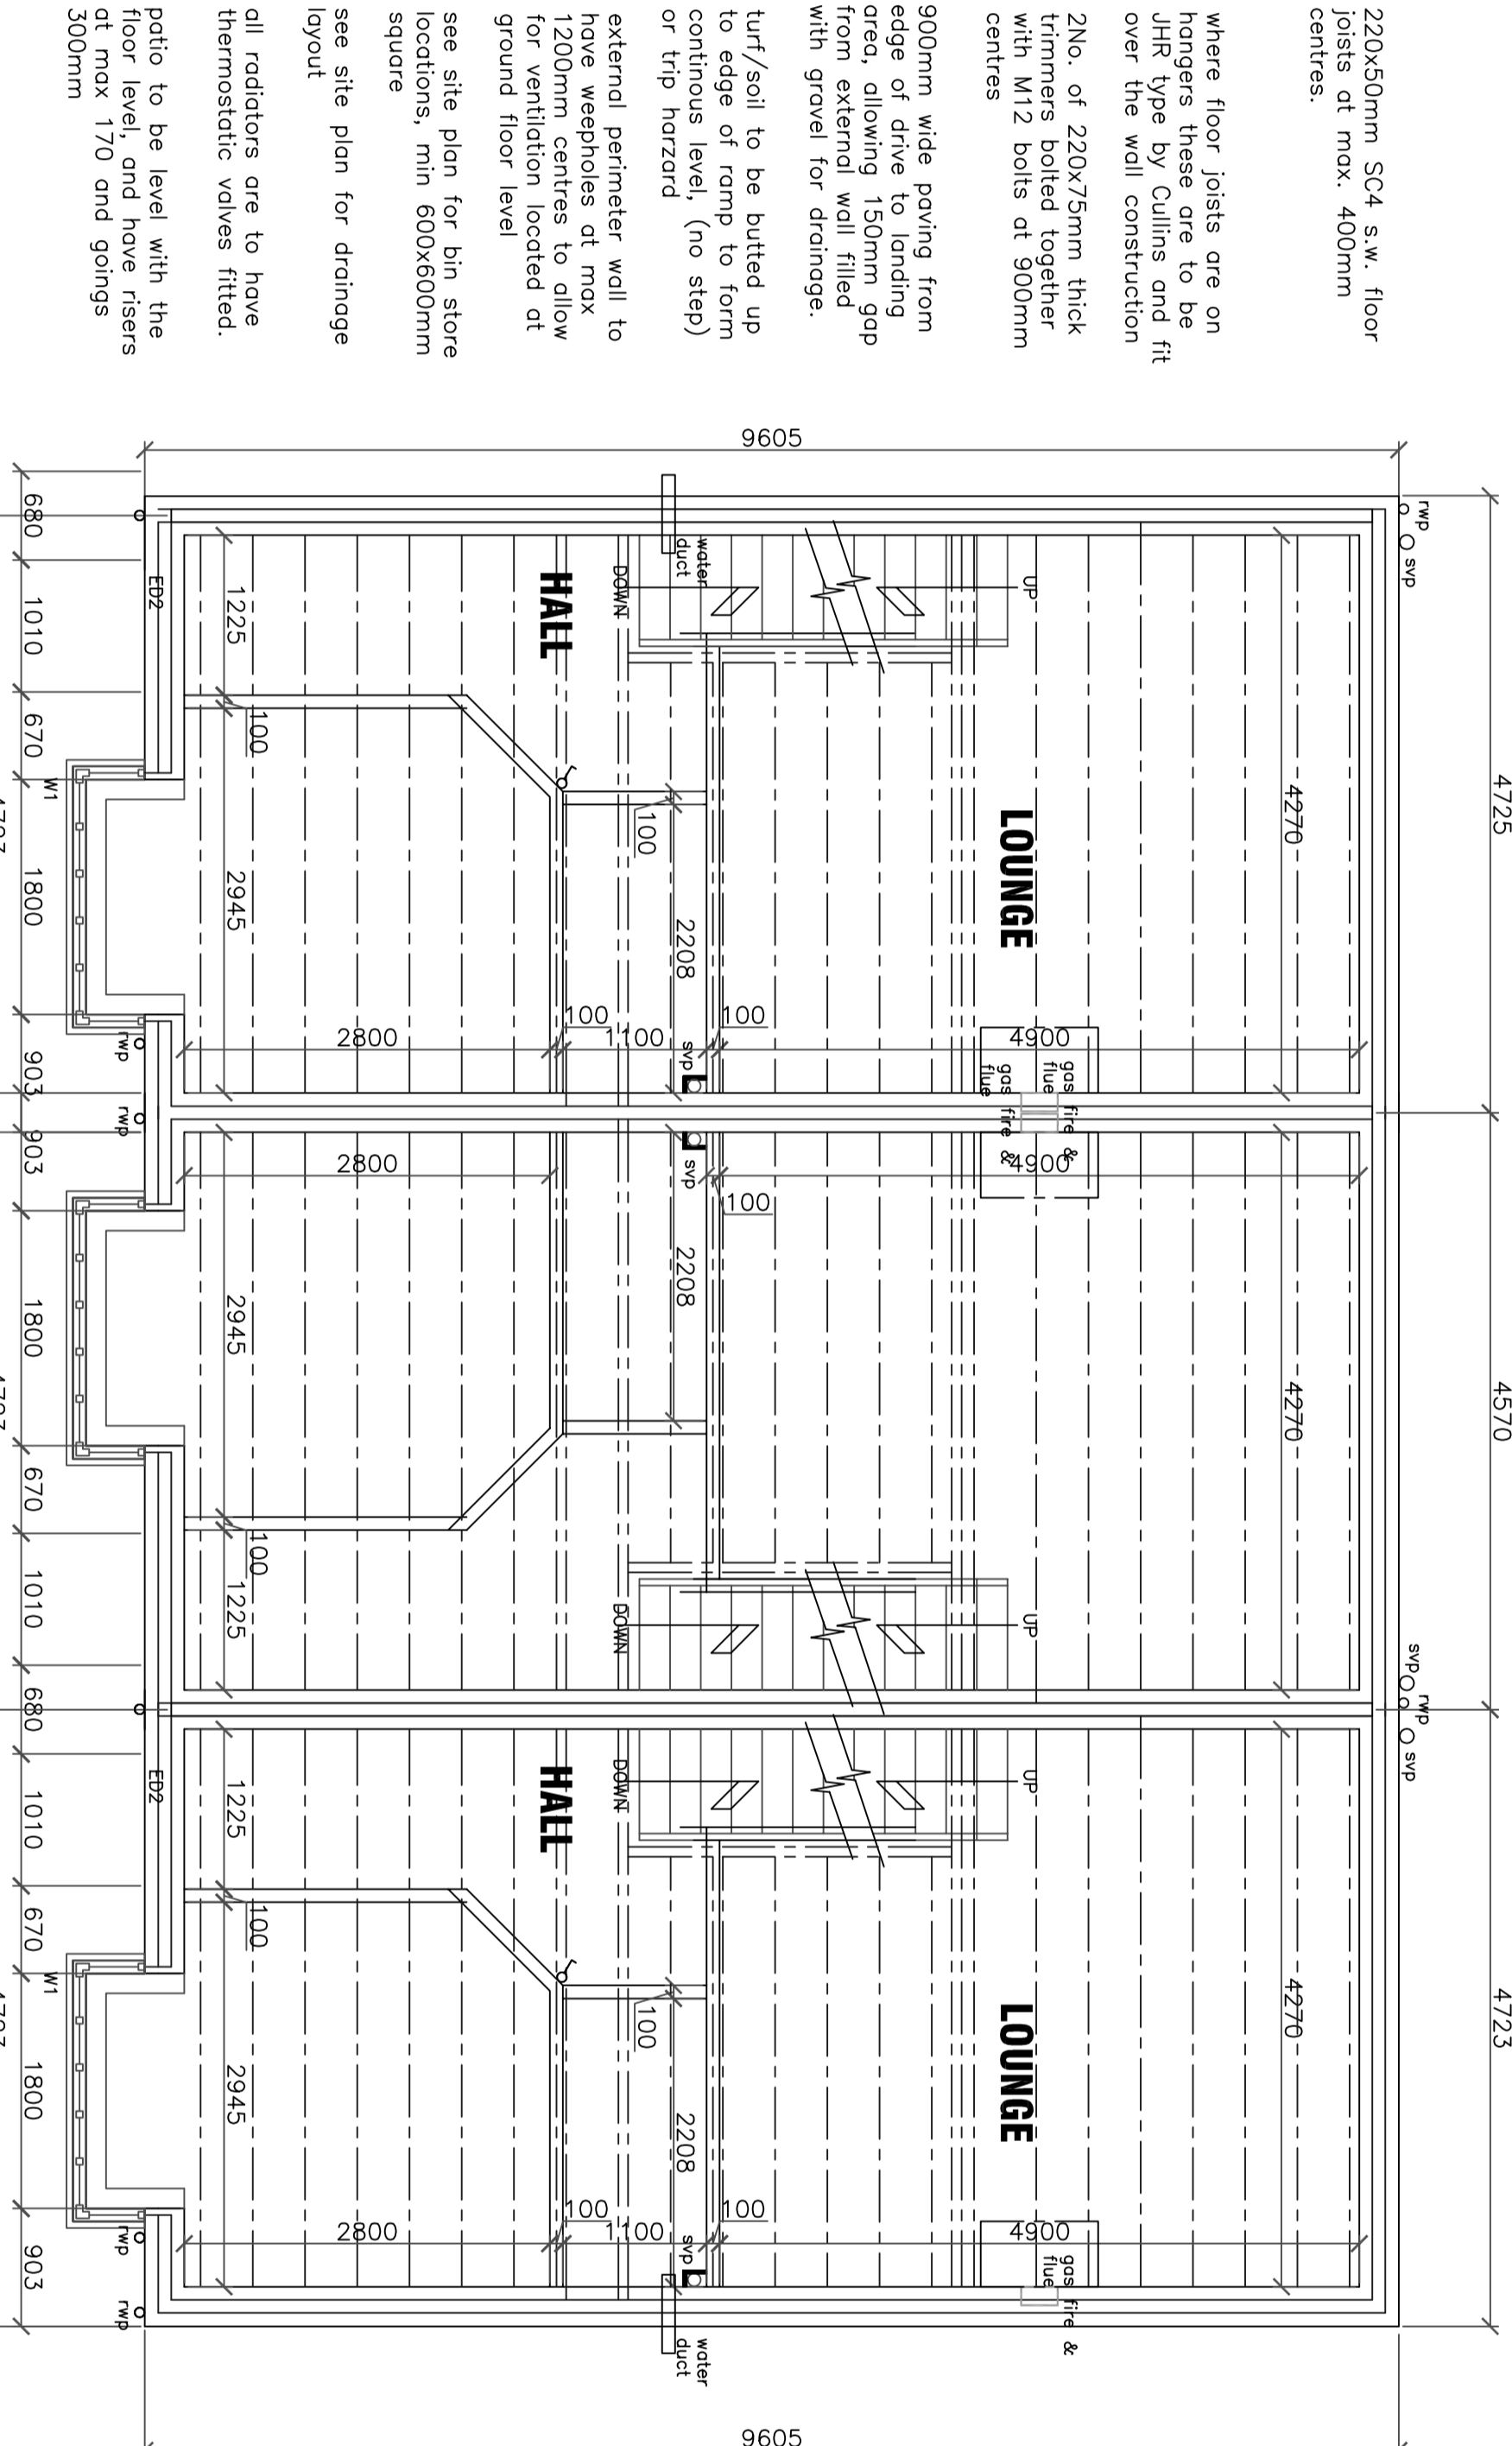 220x50mm SC4 s.w. floor
joists at max. 400mm
centres.
where floor joists are on
hangers these are to be
JHR type by Cullins and fit
over the wall construction
2No. of 220x75mm thick
trimmers bolted together
with M12 bolts at 900mm
centres
900mm wide paving from
edge of drive to landing
area, allowing 150mm gap
from external wall filled
with gravel for drainage.
turf/soil to be butted up
to edge of ramp to form
continous level, (no step)
or trip harzard
external perimeter wall to
have weepholes at max
1200mm centres to allow
for ventilation located at
ground floor level
see site plan for bin store
locations, min 600x600mm
square
see site plan for drainage
layout
all radiators are to have
thermostatic valves fitted.
patio to be level with the
floor level, and have risers
at max 170 and goings
300mm
4725
4570
4723
rwp
svp
svp
rwp
svp
4270
4270
4270
gas fire &
flue
gas fire &
flue
gas fire &
flue
4900
4900
4900
UP
LOUNGE
UP
UP
LOUNGE
9605
9605
100
100
100
water
duct
svp
svp
svp
water
duct
2208
2208
2208
100
100
1100
1100
DOWN
DOWN
DOWN
100
100
HALL
HALL
2800
2800
2800
100
100
100
1225
2945
2945
1225
1225
2945
ED2
ED2
rwp
rwp
rwp
rwp
W1
W1
680
1010
670
1800
903
903
1800
670
1010
680
1010
670
1800
903